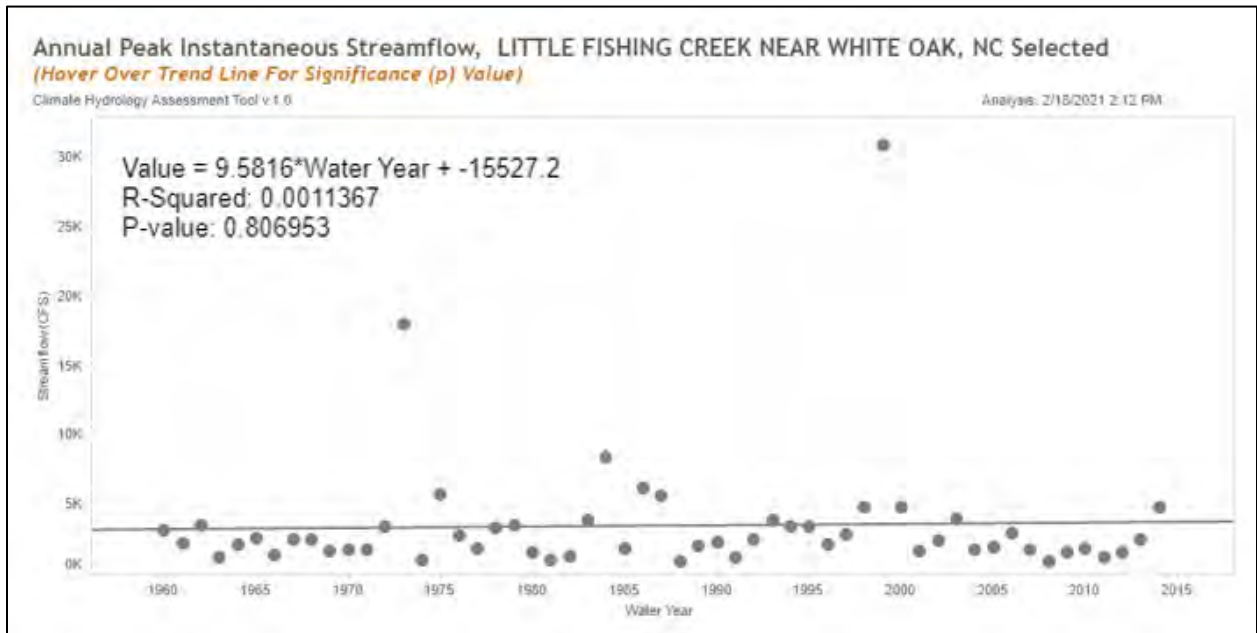 Annual Peak Instantaneous Streamflow, LITTLE FISHING CREEK NEAR WHITE OAK, NC Selected
(Hover Over Trend Line For Significance (p) Value)
Climate Hydrology Assessment Tool v.1.0
Analysis: 2/18/2021 2:12 PM
Value = 9.5816*Water Year + -15527.2
R-Squared: 0.0011367
P-value: 0.806953
Streamflow (CFS)
30K
25K
20K
15K
10K
5K
0K
1960 1965 1970 1975 1980 1985 1990 1995 2000 2005 2010 2015
Water Year